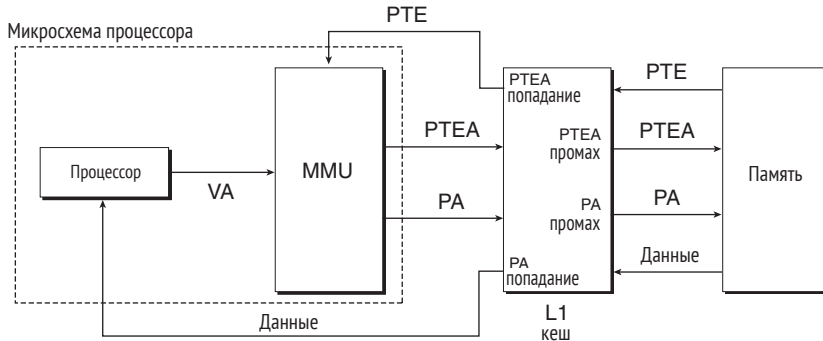 PTE
Микросхема процессора
PTEA
попадание
PTE
PTEA
PTEA
промах
PTEA
Процессор
VA
MMU
Память
PA
PA
промах
PA
PA
попадание
Данные
Данные
L1
кеш